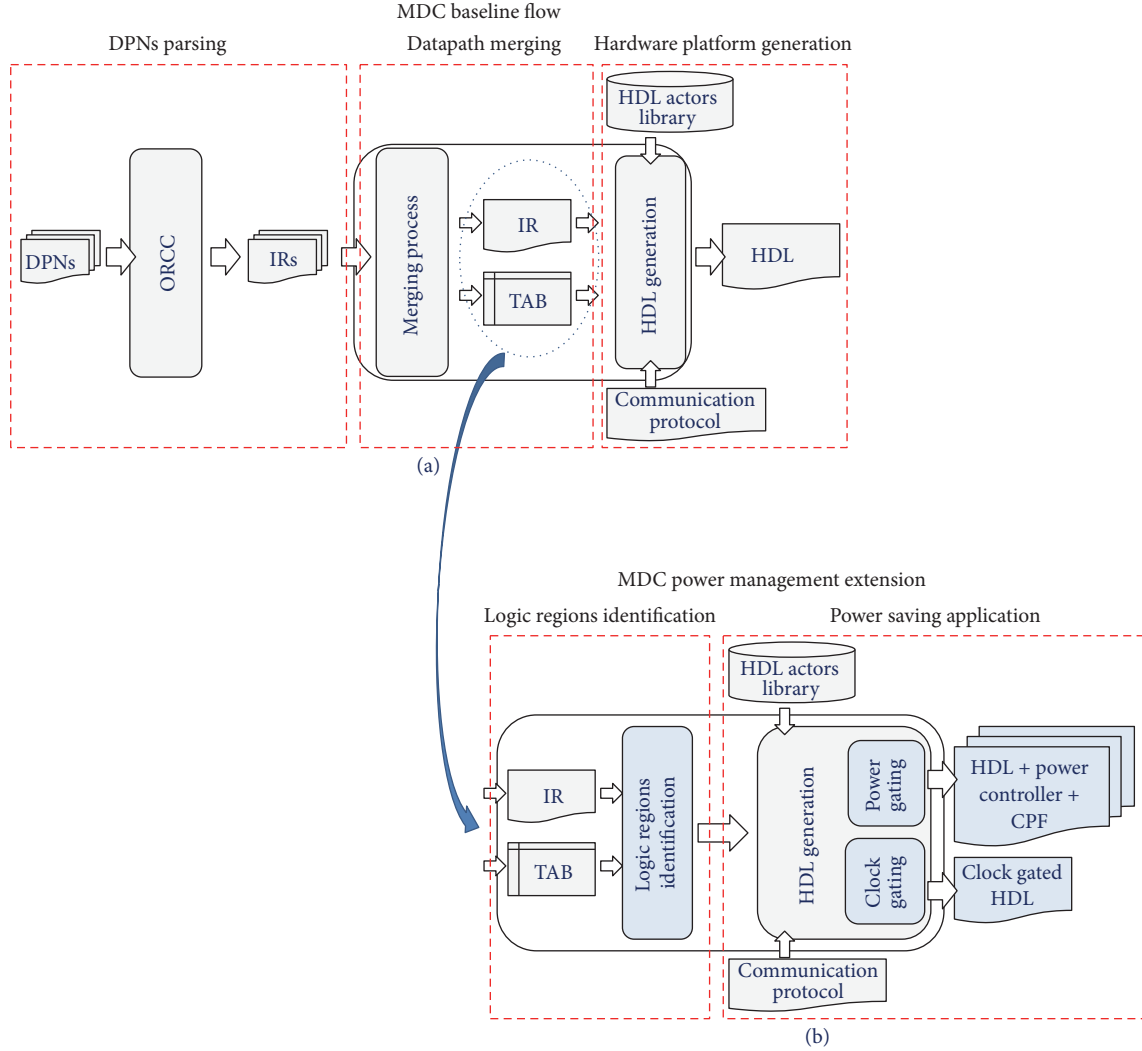 MDC baseline flow
DPNs parsing
Datapath merging
Hardware platform generation
HDL actors
library
DPNs
ORCC
IRs
Merging process
IR
TAB
HDL generation
HDL
Communication
protocol
(a)
MDC power management extension
Logic regions identification
Power saving application
HDL actors
library
IR
TAB
Logic regions
identification
HDL generation
Power
gating
Clock
gating
HDL + power
controller +
CPF
Clock gated
HDL
Communication
protocol
(b)